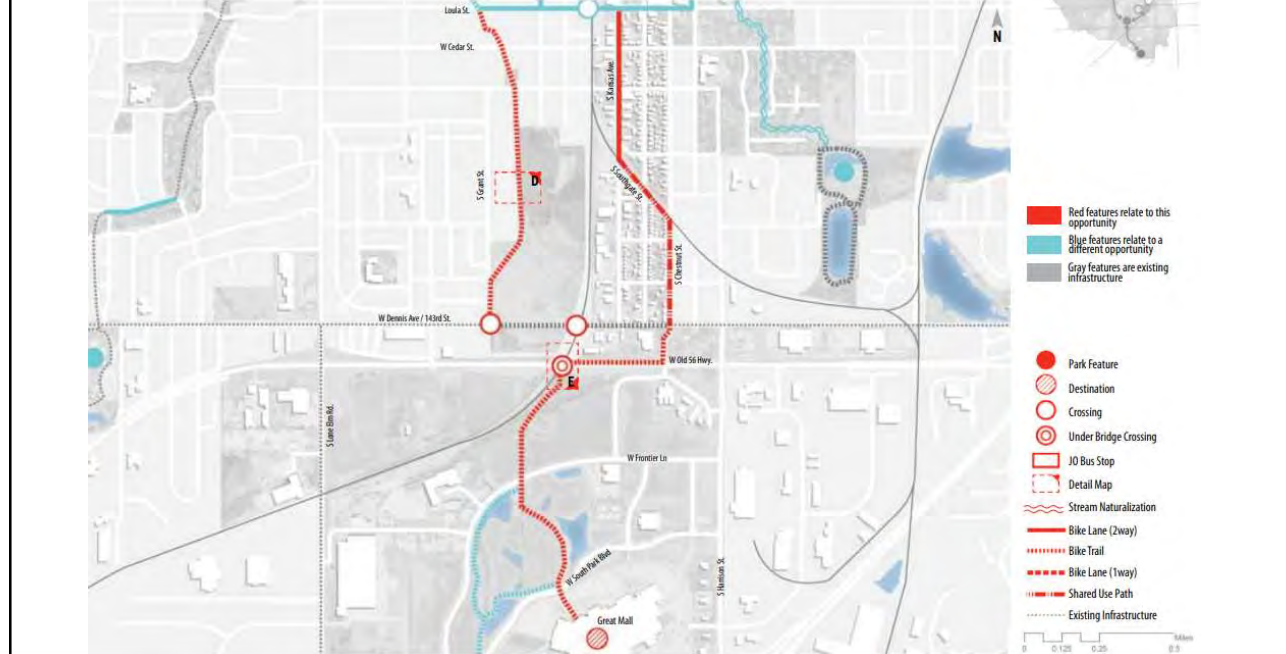 Loula St.
N
W Cedar St.
S Kansas Ave.
S Southgate St.
S Grant St.
D
S Chestnut St.
W Dennis Ave / 143rd St.
W Old 56 Hwy.
E
S Lone Elm Rd.
W Frontier Ln
W South Park Blvd
S Harrison St.
Great Mall
Red features relate to this
opportunity
Blue features relate to a
different opportunity
Gray features are existing
infrastructure
Park Feature
Destination
Crossing
Under Bridge Crossing
JO Bus Stop
Detail Map
Stream Naturalization
Bike Lane (2way)
Bike Trail
Bike Lane (1way)
Shared Use Path
Existing Infrastructure
Miles
0 0.125 0.25 0.5